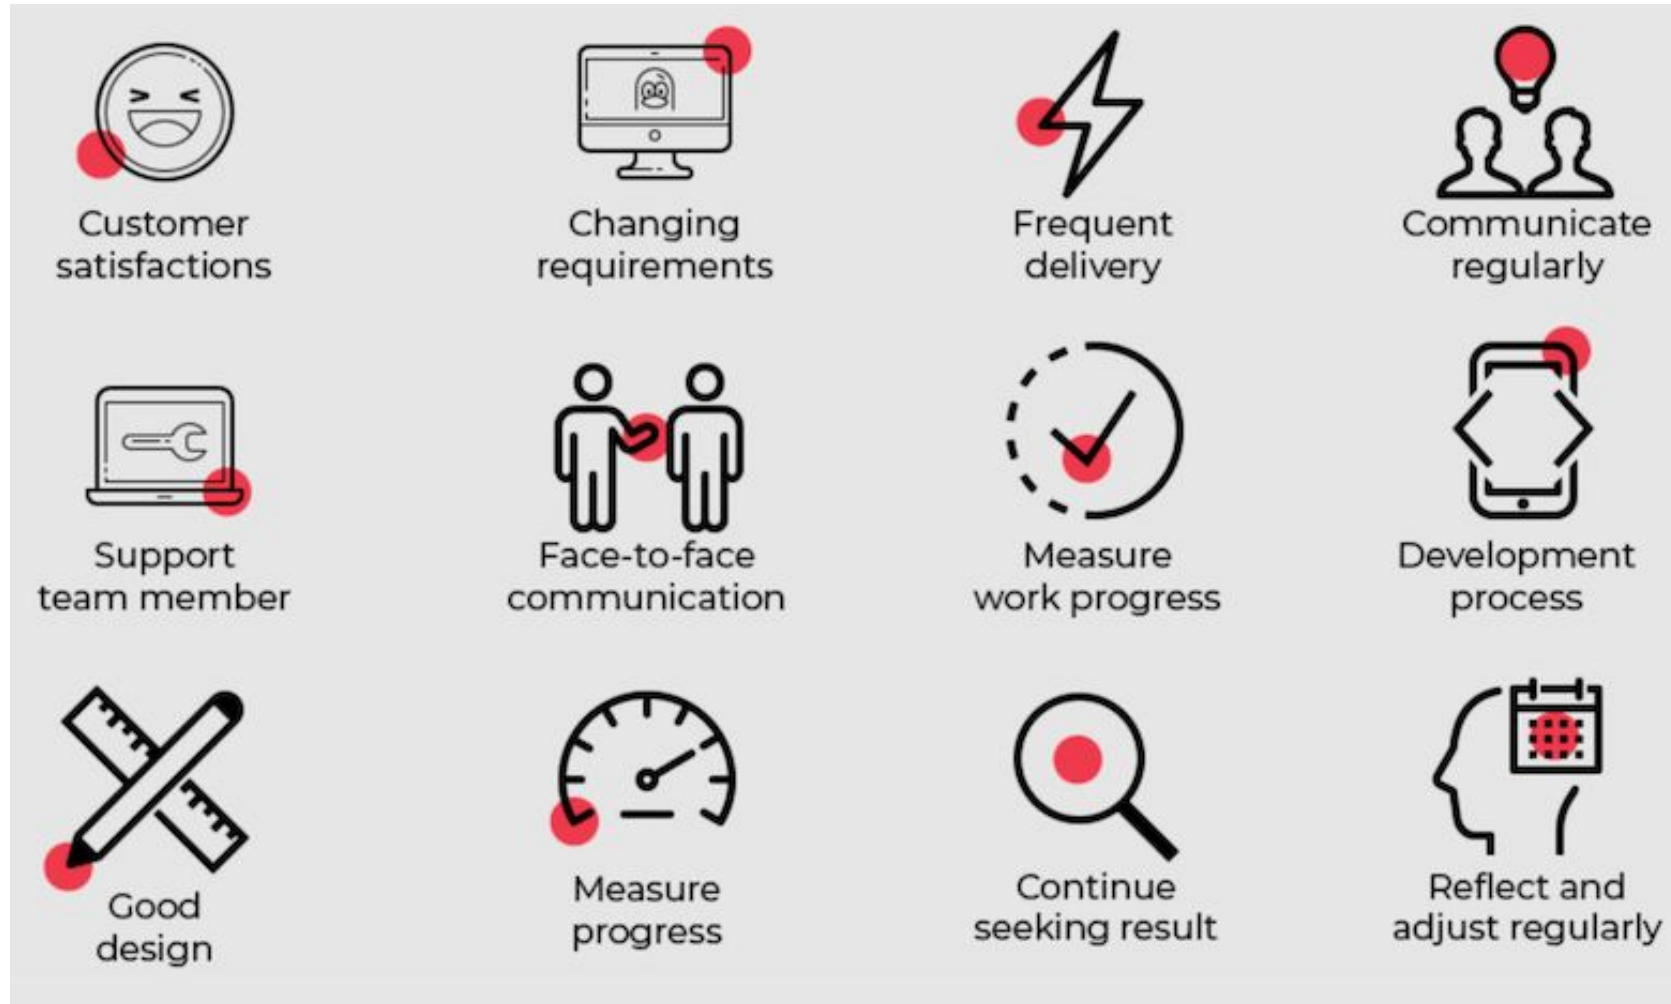 Customer
satisfactions
Changing
requirements
Frequent
delivery
Communicate
regularly
Support
team member
Face-to-face
communication
Measure
work progress
Development
process
Good
design
Measure
progress
Continue
seeking result
Reflect and
adjust regularly